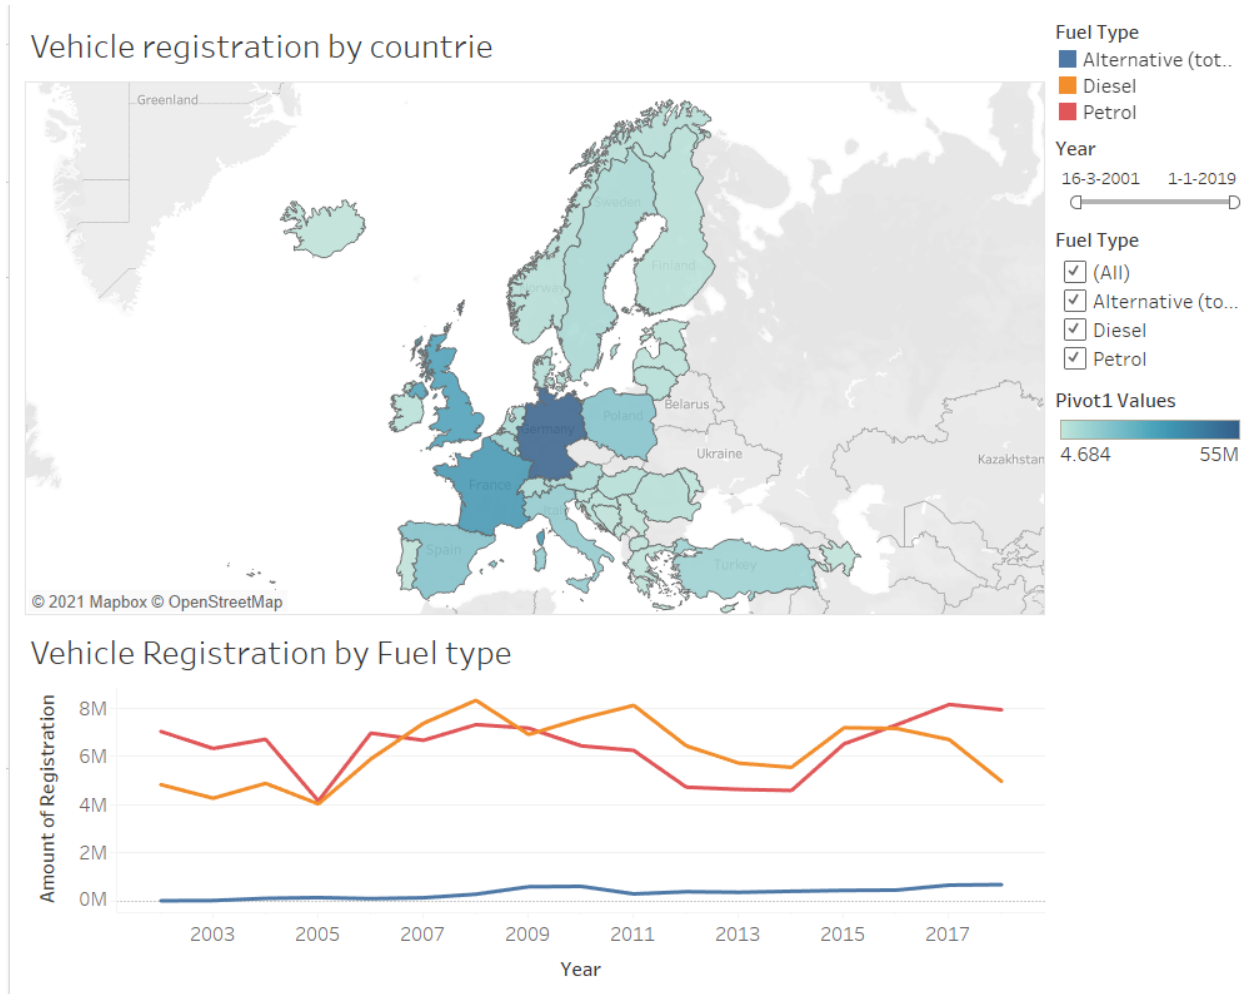 Vehicle registration by countrie
Greenland
Sweden
Finland
Norway
Belarus
Poland
Germany
Ukraine
Kazakhstan
France
Spain
Turkey
© 2021 Mapbox © OpenStreetMap
Fuel Type
Alternative (tot..
Diesel
Petrol
Year
16-3-2001 1-1-2019
Fuel Type
(All)
Alternative (to...
Diesel
Petrol
Pivot1 Values
4.684 55M
Vehicle Registration by Fuel type
Amount of Registration
8M
6M
4M
2M
0M
2003 2005 2007 2009 2011 2013 2015 2017
Year